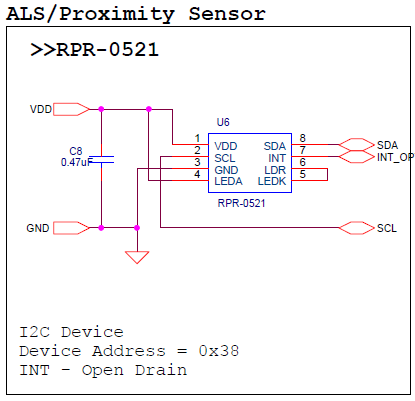 ALS/Proximity Sensor
>>RPR-0521
VDD
C8
0.47uF
GND
U6
1 VDD SDA 8
2 SCL INT 7
3 GND LDR 6
4 LEDA LEDK 5
RPR-0521
SDA
INT_OP
SCL
I2C Device
Device Address = 0x38
INT - Open Drain